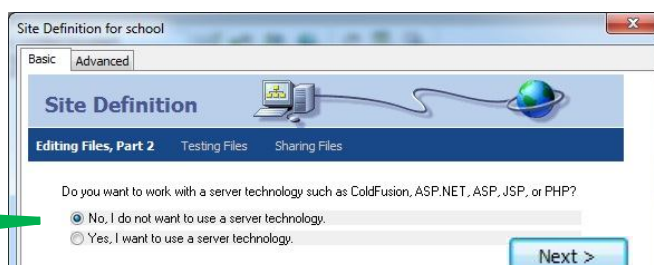 Site Definition for school
Basic Advanced
Site Definition
Editing Files, Part 2 Testing Files Sharing Files
Do you want to work with a server technology such as ColdFusion, ASP.NET, ASP, JSP, or PHP?
No, I do not want to use a server technology.
Yes, I want to use a server technology.
Next >